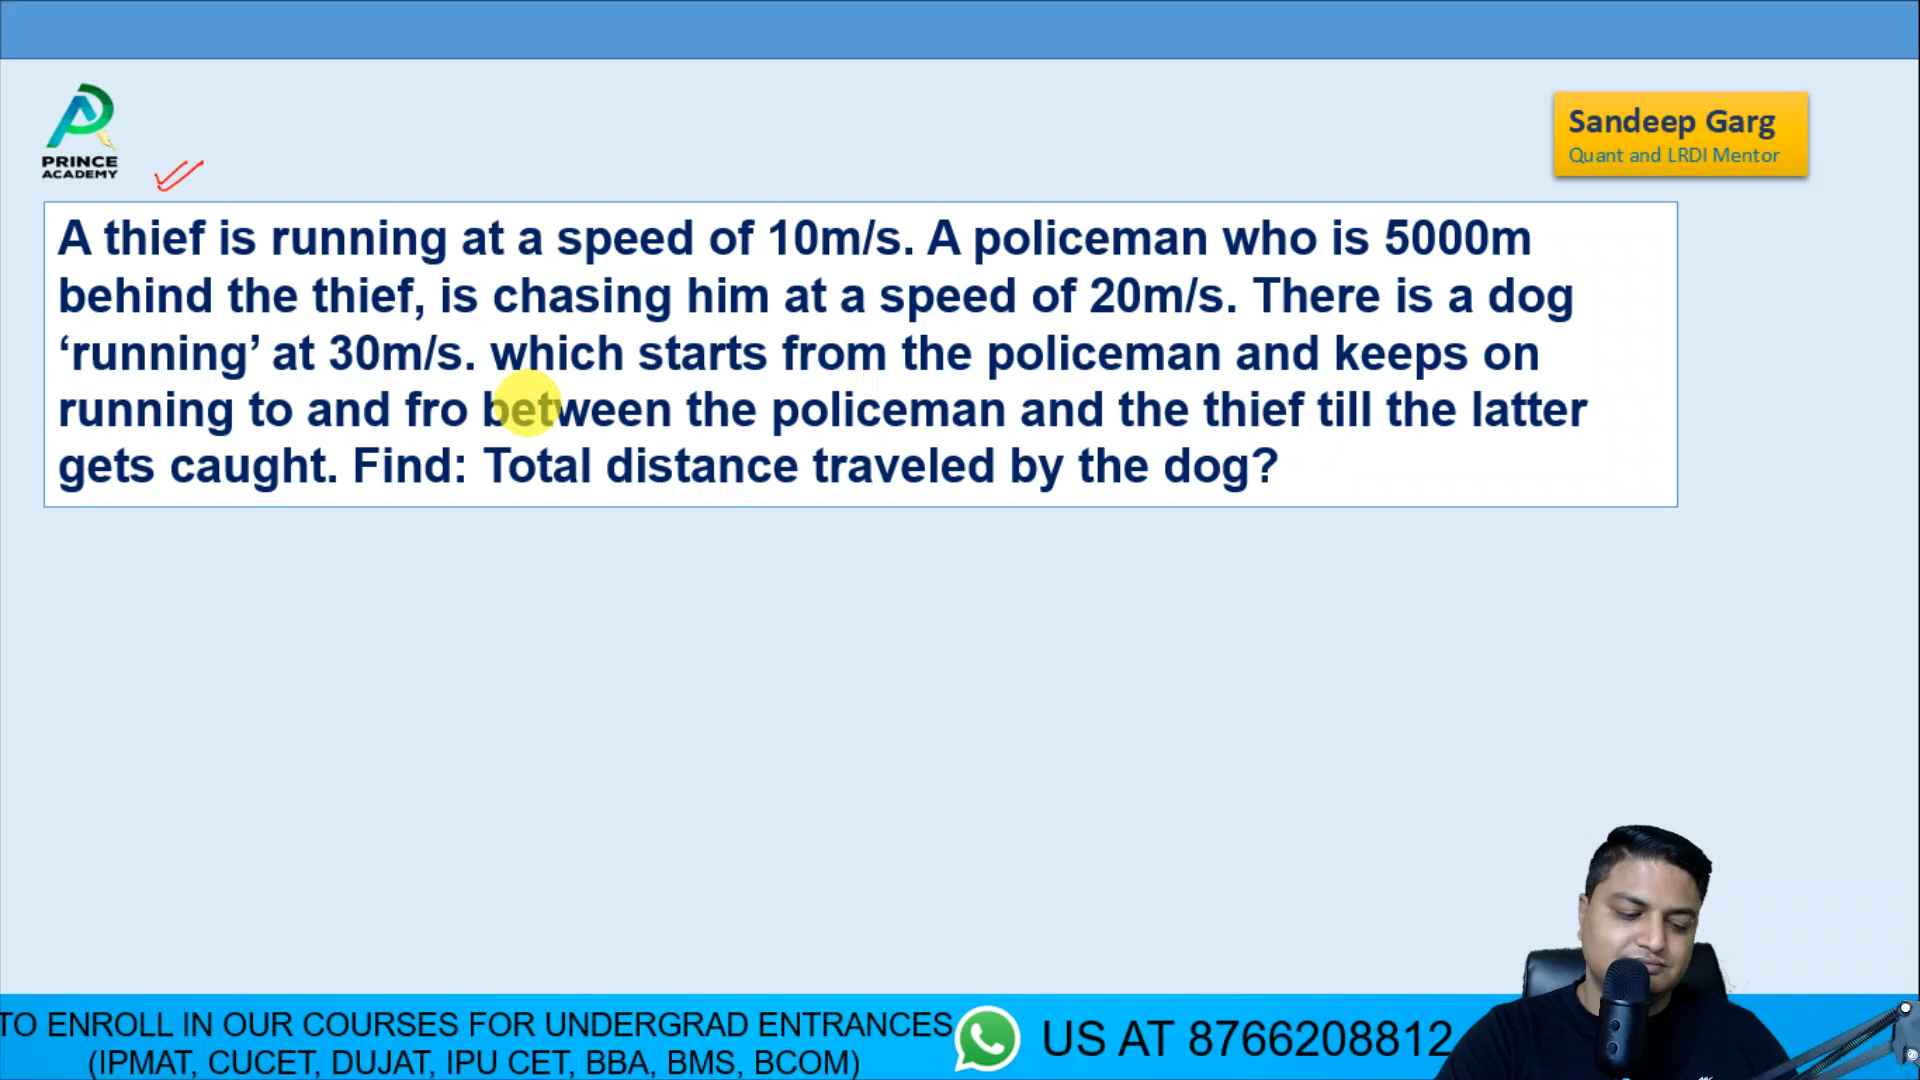 PRINCE
ACADEMY
Sandeep Garg
Quant and LRDI Mentor
A thief is running at a speed of 10m/s. A policeman who is 5000m
behind the thief, is chasing him at a speed of 20m/s. There is a dog
‘running’ at 30m/s. which starts from the policeman and keeps on
running to and fro between the policeman and the thief till the latter
gets caught. Find: Total distance traveled by the dog?
TO ENROLL IN OUR COURSES FOR UNDERGRAD ENTRANCES
(IPMAT, CUCET, DUJAT, IPU CET, BBA, BMS, BCOM)
US AT 8766208812